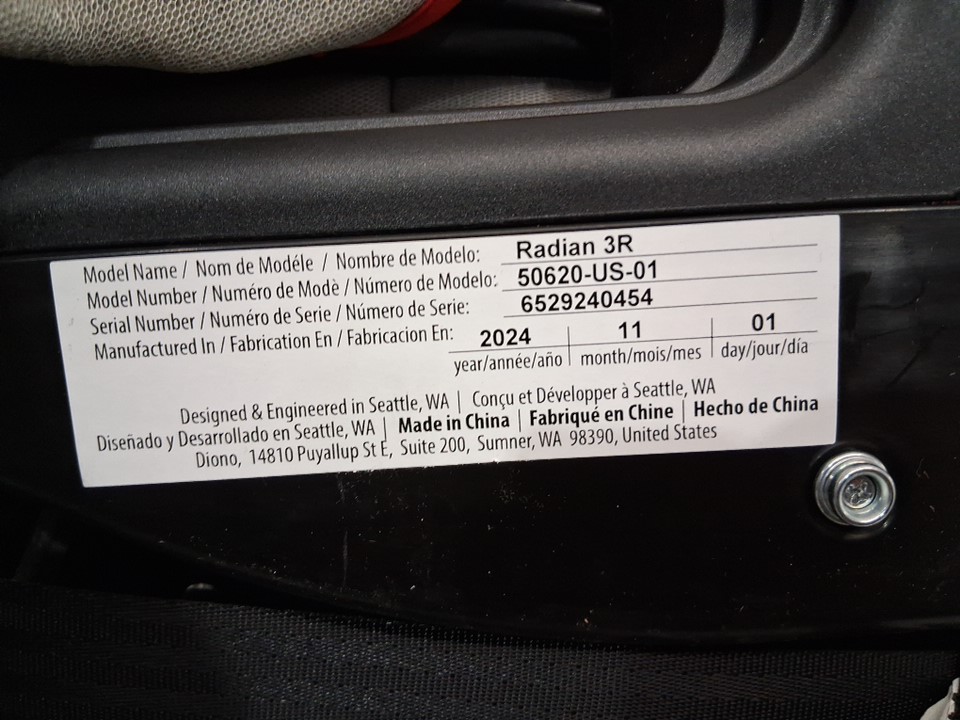 Model Name / Nom de Modéle / Nombre de Modelo: Radian 3R
Model Number / Numéro de Modè / Número de Modelo: 50620-US-01
Serial Number / Numéro de Serie / Número de Serie: 6529240454
Manufactured In / Fabrication En / Fabricacion En: 2024 | 11 | 01
year/année/año | month/mois/mes | day/jour/día
Designed & Engineered in Seattle, WA | Conçu et Développer à Seattle, WA
Diseñado y Desarrollado en Seattle, WA | Made in China | Fabriqué en Chine | Hecho de China
Diono, 14810 Puyallup St E, Suite 200, Sumner, WA 98390, United States